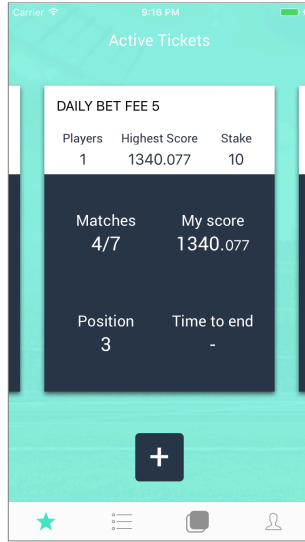 Carrier 9:16 PM
Active Tickets
DAILY BET FEE 5
Players Highest Score Stake
1 1340.077 10
Matches My score
4/7 1340.077
Position Time to end
3 -
+